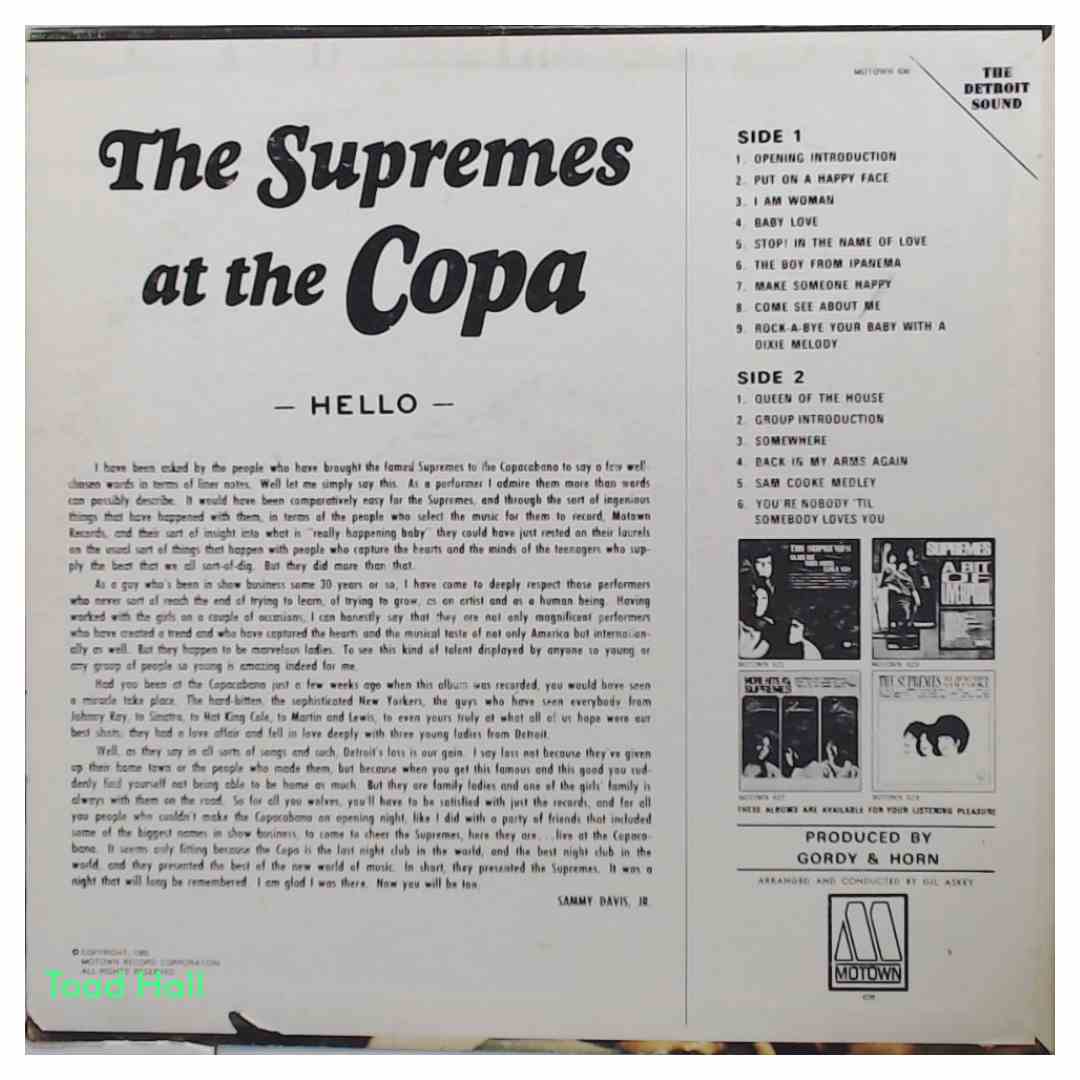 The Supremes
at the Copa
— HELLO —
I have been asked by the people who have brought the famed Supremes to the Copacabana to say a few well-
chosen words in terms of liner notes. Well let me simply say this. As a performer I admire them more than words
can possibly describe. It would have been comparatively easy for the Supremes, and through the sort of ingenious
things that have happened with them, in terms of the people who select the music for them to record, Motown
Records, and their sort of insight into what is "really happening baby" they could have just rested on their laurels
on the usual sort of things that happen with people who capture the hearts and the minds of the teenagers who sup-
ply the beat that we all sort-of-dig. But they did more than that.
As a guy who's been in show business some 30 years or so, I have come to deeply respect those performers
who never sort of reach the end of trying to learn, of trying to grow, as an artist and as a human being. Having
worked with the girls on a couple of occasions, I can honestly say that they are not only magnificent performers
who have created a trend and who have captured the hearts and the musical taste of not only America but internation-
ally as well. But they happen to be marvelous ladies. To see this kind of talent displayed by anyone so young or
any group of people so young is amazing indeed for me.
Had you been at the Copacabana just a few weeks ago when this album was recorded, you would have seen
a miracle take place. The hard-bitten, the sophisticated New Yorkers, the guys who have seen everybody from
Johnny Ray, to Sinatra, to Nat King Cole, to Martin and Lewis, to even yours truly at what all of us hope were our
best shots; they had a love affair and fell in love deeply with three young ladies from Detroit.
Well, as they say in all sorts of songs and such, Detroit's loss is our gain. I say loss not because they've given
up their home town or the people who made them, but because when you get this famous and this good you sud-
denly find yourself not being able to be home as much. But they are family ladies and one of the girls' family is
always with them on the road. So for all you wolves, you'll have to be satisfied with just the records, and for all
you people who couldn't make the Copacabana on opening night, like I did with a party of friends that included
some of the biggest names in show business, to come to cheer the Supremes, here they are...live at the Copaca-
bana. It seems only fitting because the Copa is the last night club in the world, and the best night club in the
world, and they presented the best of the new world of music. In short, they presented the Supremes. It was a
night that will long be remembered. I am glad I was there. Now you will be too.
SAMMY DAVIS, JR.
© COPYRIGHT, 1965
MOTOWN RECORD CORPORATION
ALL RIGHTS RESERVED
Toad Hall
MOTOWN 636
THE
DETROIT
SOUND
SIDE 1
1. OPENING INTRODUCTION
2. PUT ON A HAPPY FACE
3. I AM WOMAN
4. BABY LOVE
5. STOP! IN THE NAME OF LOVE
6. THE BOY FROM IPANEMA
7. MAKE SOMEONE HAPPY
8. COME SEE ABOUT ME
9. ROCK-A-BYE YOUR BABY WITH A
DIXIE MELODY
SIDE 2
1. QUEEN OF THE HOUSE
2. GROUP INTRODUCTION
3. SOMEWHERE
4. BACK IN MY ARMS AGAIN
5. SAM COOKE MEDLEY
6. YOU'RE NOBODY 'TIL
SOMEBODY LOVES YOU
THE SUPREMES
SUPREMES
A BIT
OF
MOTOWN 621
MOTOWN 623
MORE HITS BY
SUPREMES
THE SUPREMES
MOTOWN 627
MOTOWN 629
THESE ALBUMS ARE AVAILABLE FOR YOUR LISTENING PLEASURE
PRODUCED BY
GORDY & HORN
ARRANGED AND CONDUCTED BY GIL ASKEY
MOTOWN
636